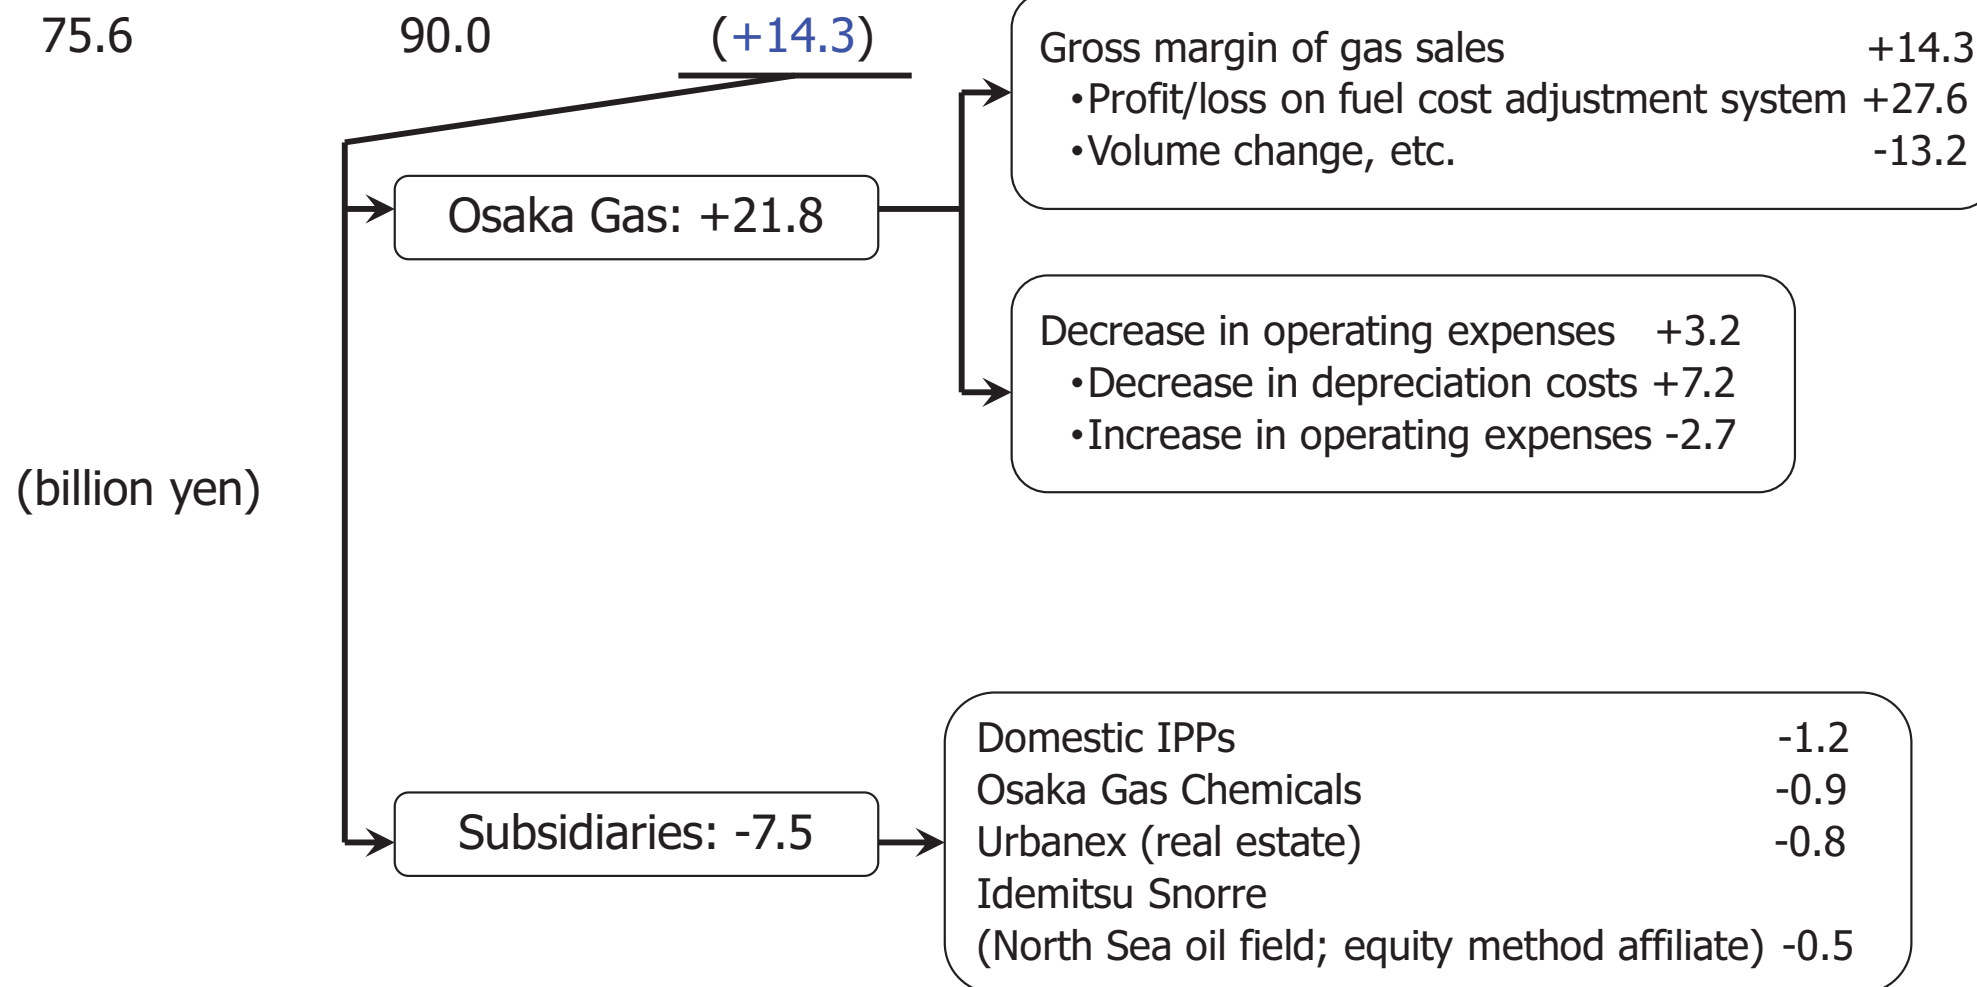 75.6 90.0 (+14.3)
Gross margin of gas sales +14.3
・Profit/loss on fuel cost adjustment system +27.6
・Volume change, etc. -13.2
Osaka Gas: +21.8
Decrease in operating expenses +3.2
・Decrease in depreciation costs +7.2
・Increase in operating expenses -2.7
(billion yen)
Subsidiaries: -7.5
Domestic IPPs -1.2
Osaka Gas Chemicals -0.9
Urbanex (real estate) -0.8
Idemitsu Snorre
(North Sea oil field; equity method affiliate) -0.5